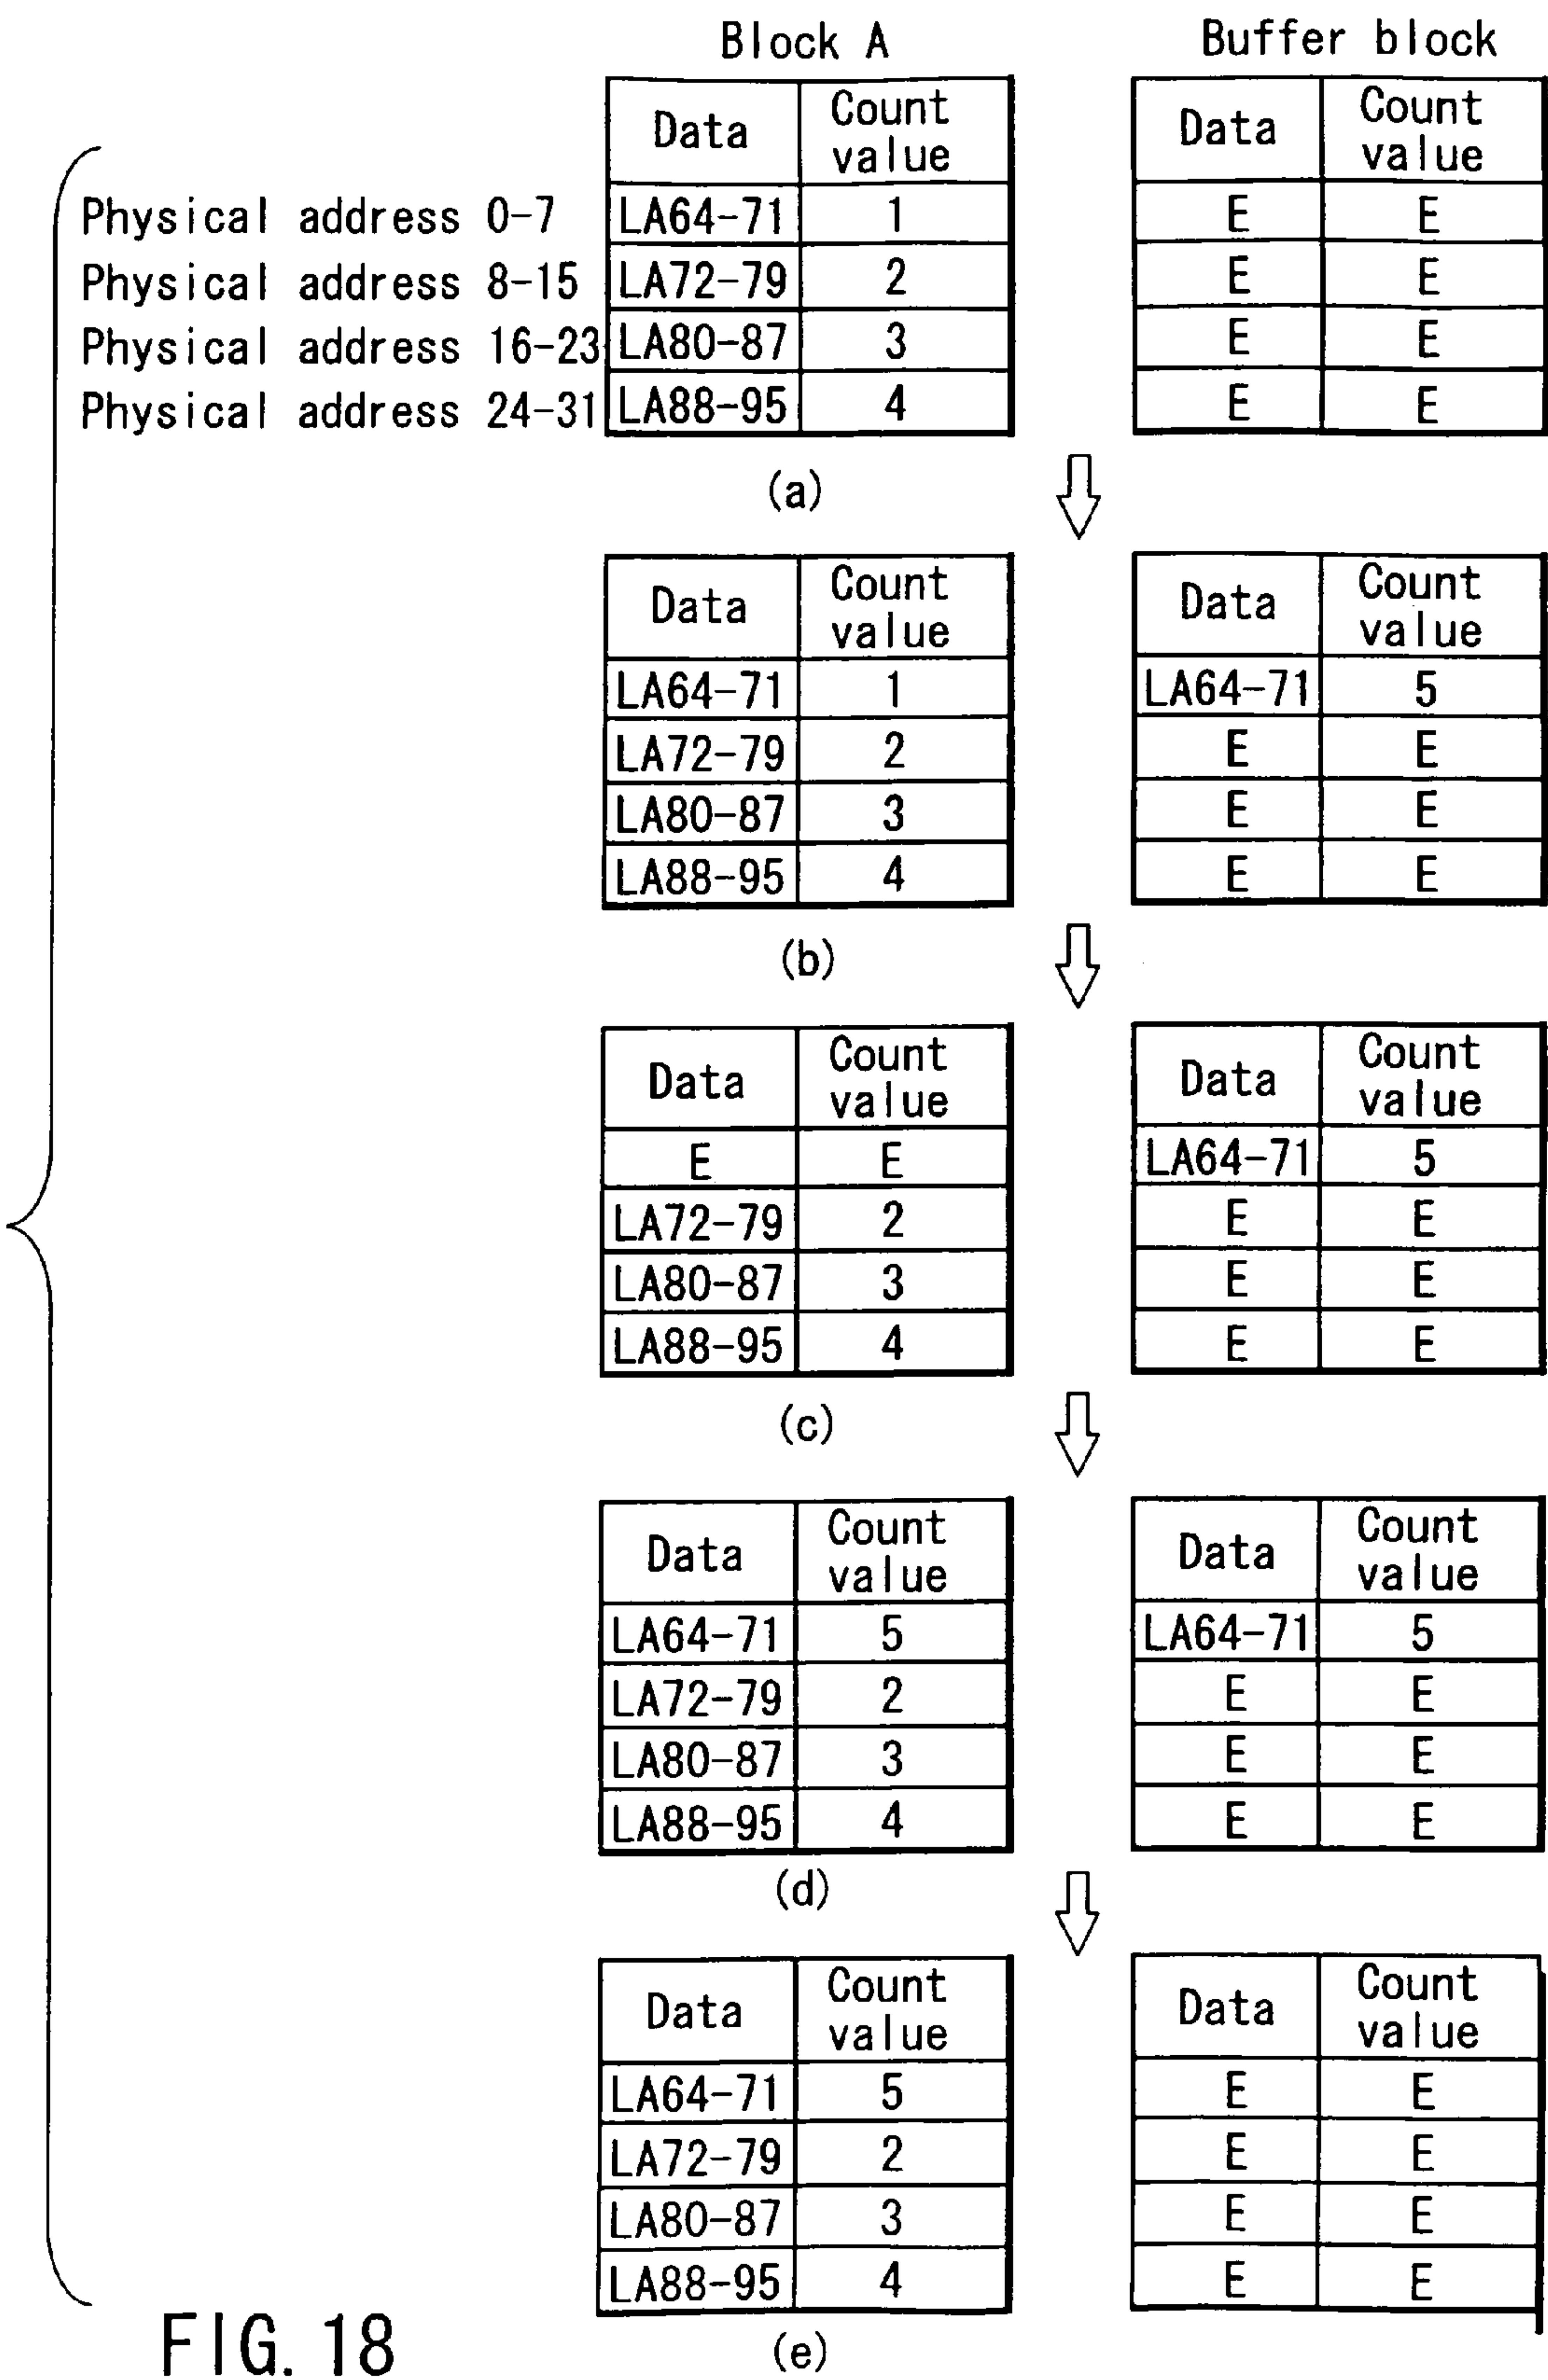 Block A Buffer block
Data Count value Data Count value
Physical address 0-7 LA64-71 1 E E
Physical address 8-15 LA72-79 2 E E
Physical address 16-23 LA80-87 3 E E
Physical address 24-31 LA88-95 4 E E
(a)
Data Count value Data Count value
LA64-71 1 LA64-71 5
LA72-79 2 E E
LA80-87 3 E E
LA88-95 4 E E
(b)
Data Count value Data Count value
E E LA64-71 5
LA72-79 2 E E
LA80-87 3 E E
LA88-95 4 E E
(c)
Data Count value Data Count value
LA64-71 5 LA64-71 5
LA72-79 2 E E
LA80-87 3 E E
LA88-95 4 E E
(d)
Data Count value Data Count value
LA64-71 5 E E
LA72-79 2 E E
LA80-87 3 E E
LA88-95 4 E E
(e)
FIG. 18